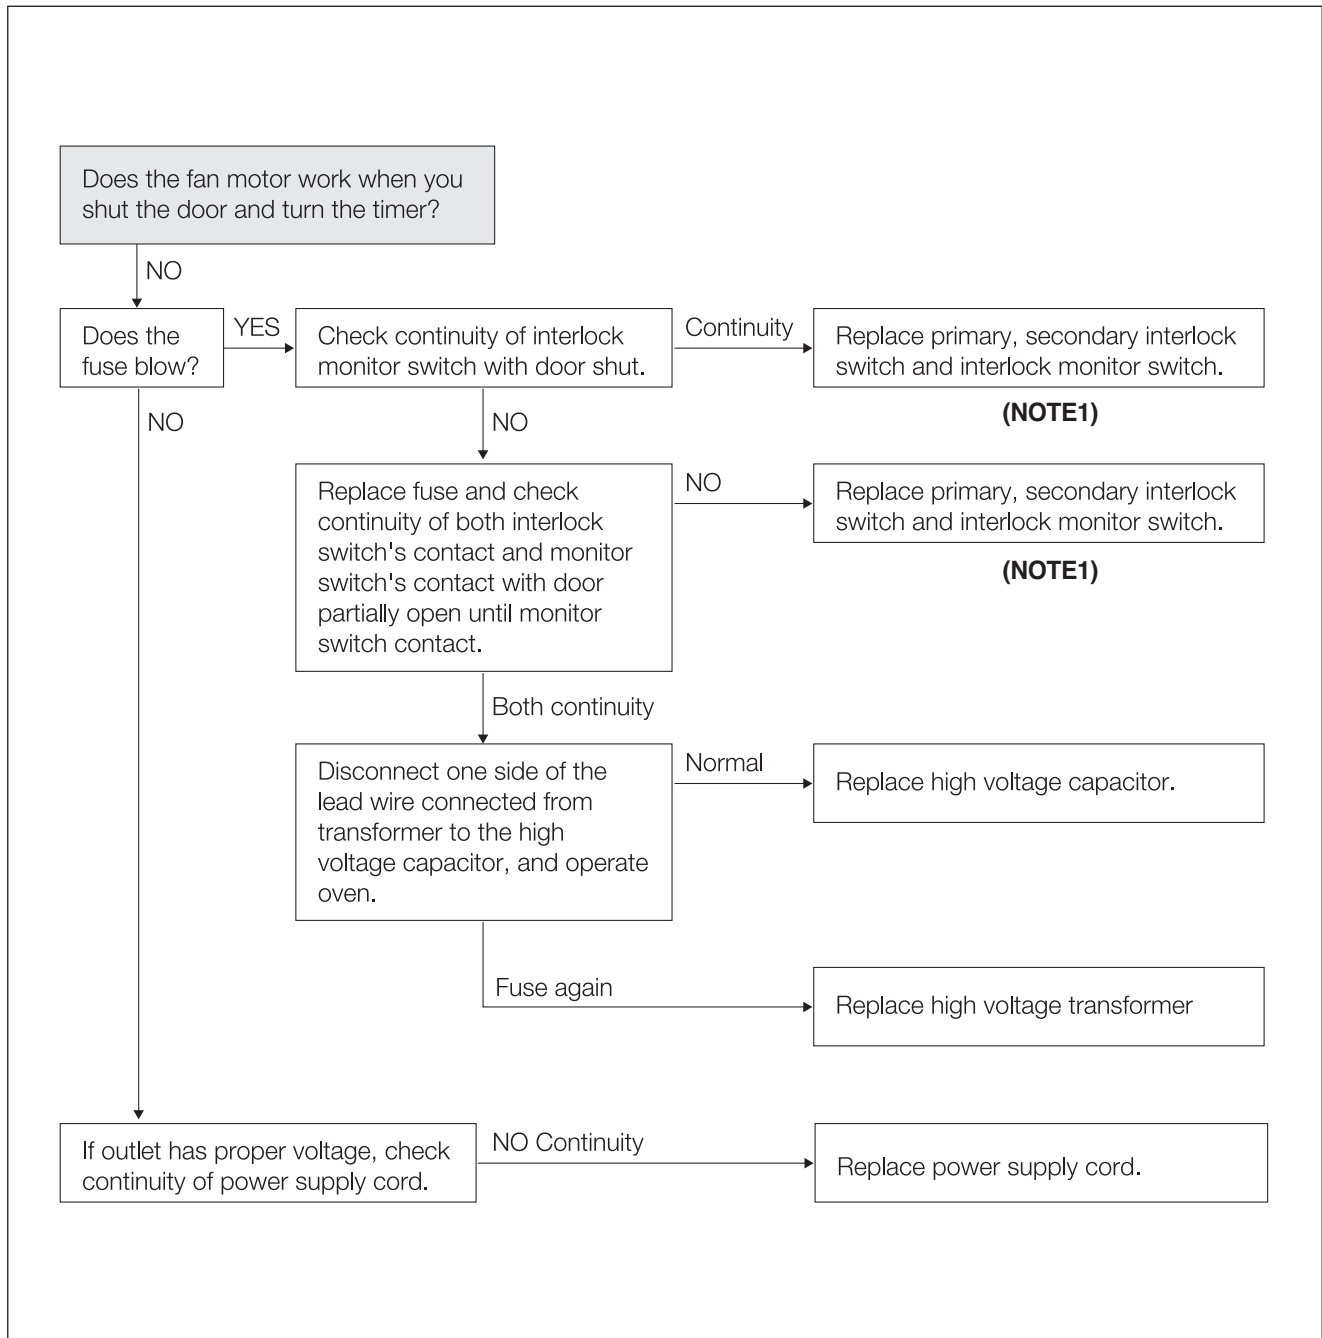 Does the fan motor work when you
shut the door and turn the timer?
NO
Does the
fuse blow?
YES
Check continuity of interlock
monitor switch with door shut.
Continuity
Replace primary, secondary interlock
switch and interlock monitor switch.
(NOTE1)
NO
NO
Replace fuse and check
continuity of both interlock
switch's contact and monitor
switch's contact with door
partially open until monitor
switch contact.
NO
Replace primary, secondary interlock
switch and interlock monitor switch.
(NOTE1)
Both continuity
Disconnect one side of the
lead wire connected from
transformer to the high
voltage capacitor, and operate
oven.
Normal
Replace high voltage capacitor.
Fuse again
Replace high voltage transformer
If outlet has proper voltage, check
continuity of power supply cord.
NO Continuity
Replace power supply cord.